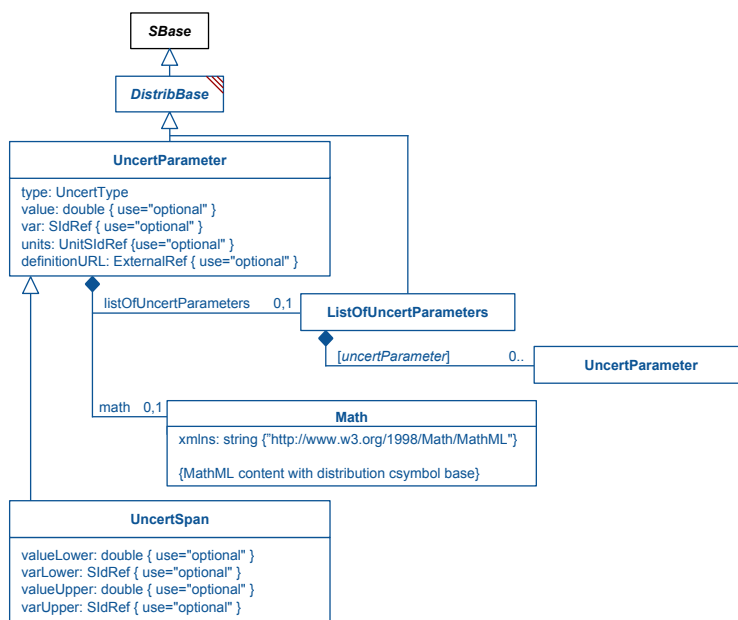 SBase
DistribBase
UncertParameter
type: UncertType
value: double { use="optional" }
var: SIdRef { use="optional" }
units: UnitSIdRef {use="optional" }
definitionURL: ExternalRef { use="optional" }
listOfUncertParameters 0,1
ListOfUncertParameters
[uncertParameter] 0..
UncertParameter
math 0,1
Math
xmlns: string {"http://www.w3.org/1998/Math/MathML"}
{MathML content with distribution csymbol base}
UncertSpan
valueLower: double { use="optional" }
varLower: SIdRef { use="optional" }
valueUpper: double { use="optional" }
varUpper: SIdRef { use="optional" }